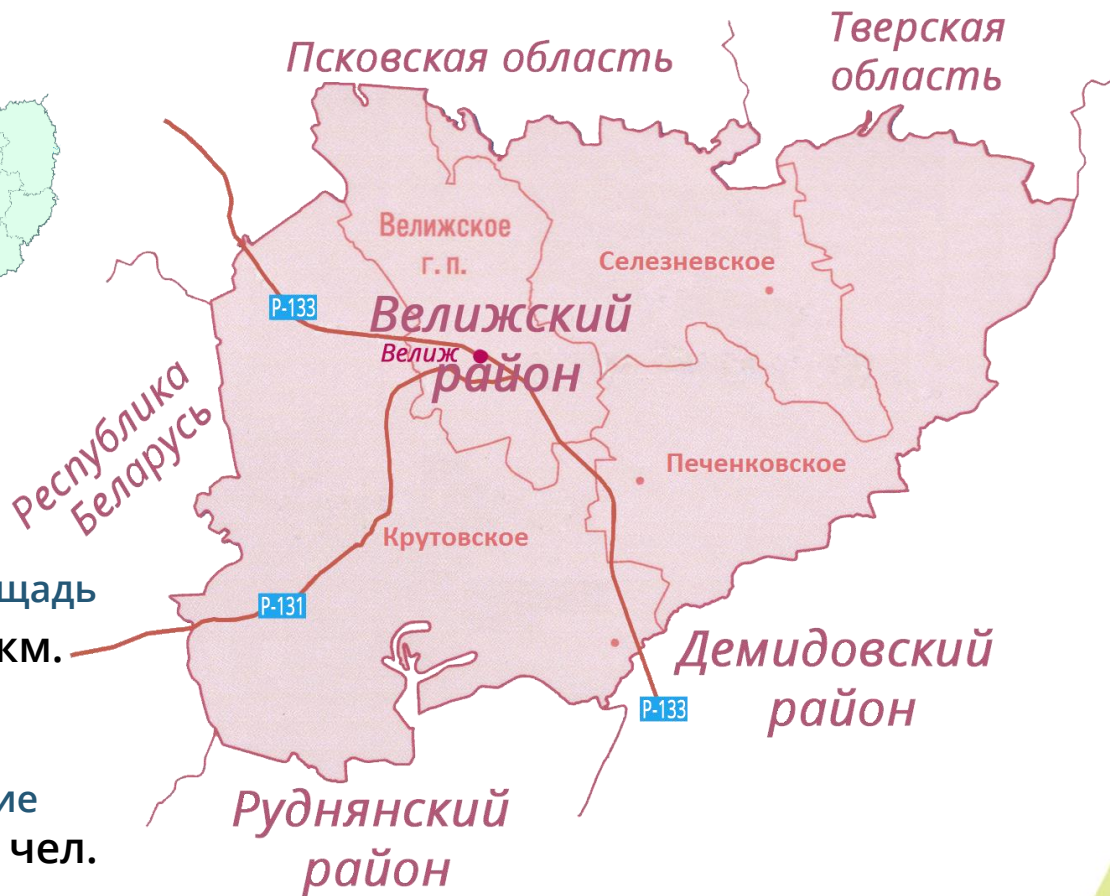 Псковская область
Тверская
область
Велижское
г. п.
Селезневское
Р-133
Велижский
район
Велиж
Республика
Беларусь
Печенковское
Крутовское
щадь
км.
Р-131
Демидовский
район
Р-133
ие
чел.
Руднянский
район